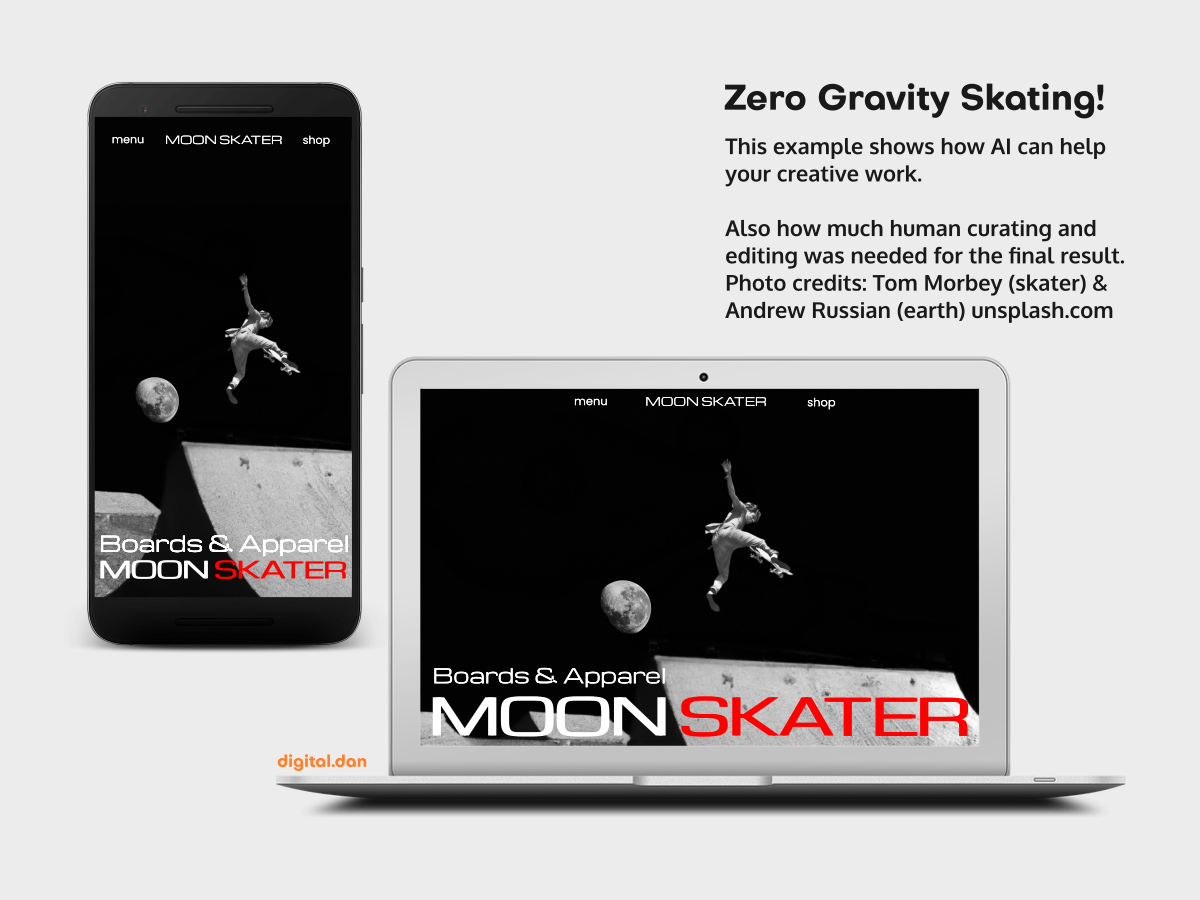 Zero Gravity Skating!
This example shows how AI can help
your creative work.
Also how much human curating and
editing was needed for the final result.
Photo credits: Tom Morbey (skater) &
Andrew Russian (earth) unsplash.com
menu MOON SKATER shop
Boards & Apparel
MOON SKATER
menu MOON SKATER shop
Boards & Apparel
MOON SKATER
digital.dan